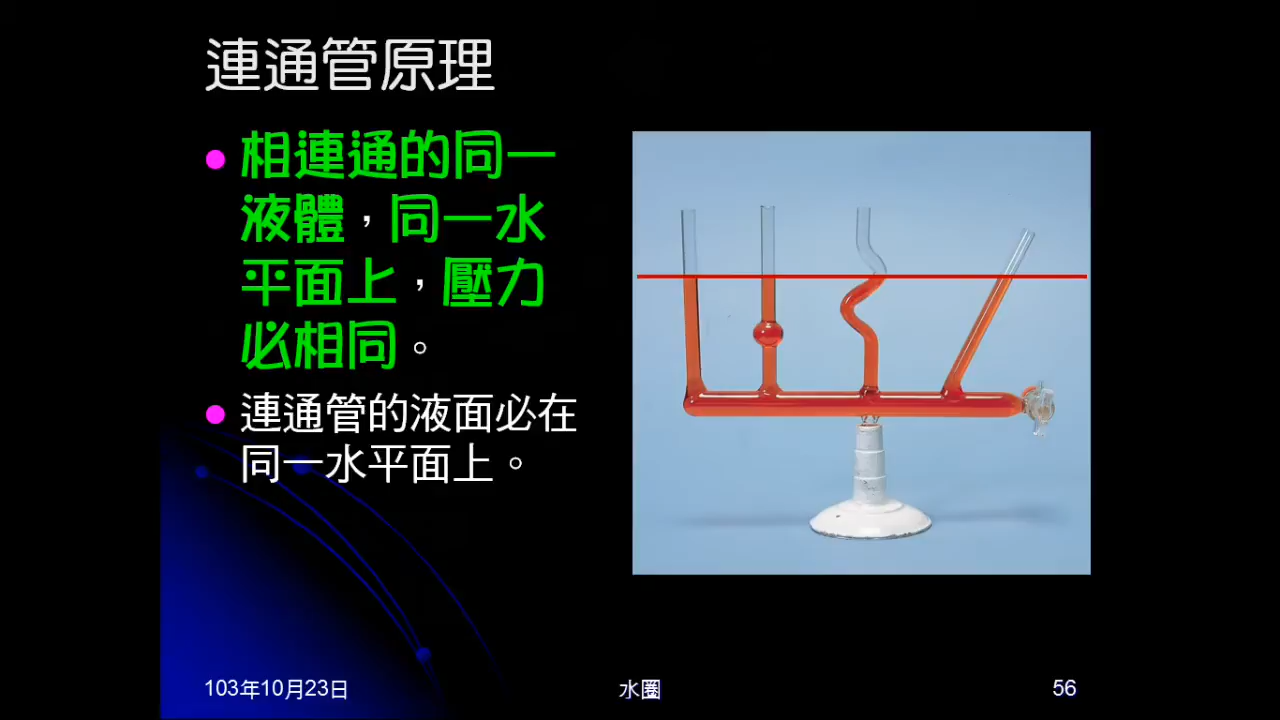 連通管原理
相連通的同一
液體，同一水
平面上，壓力
必相同。
連通管的液面必在
同一水平面上。
103年10月23日
水圈
56